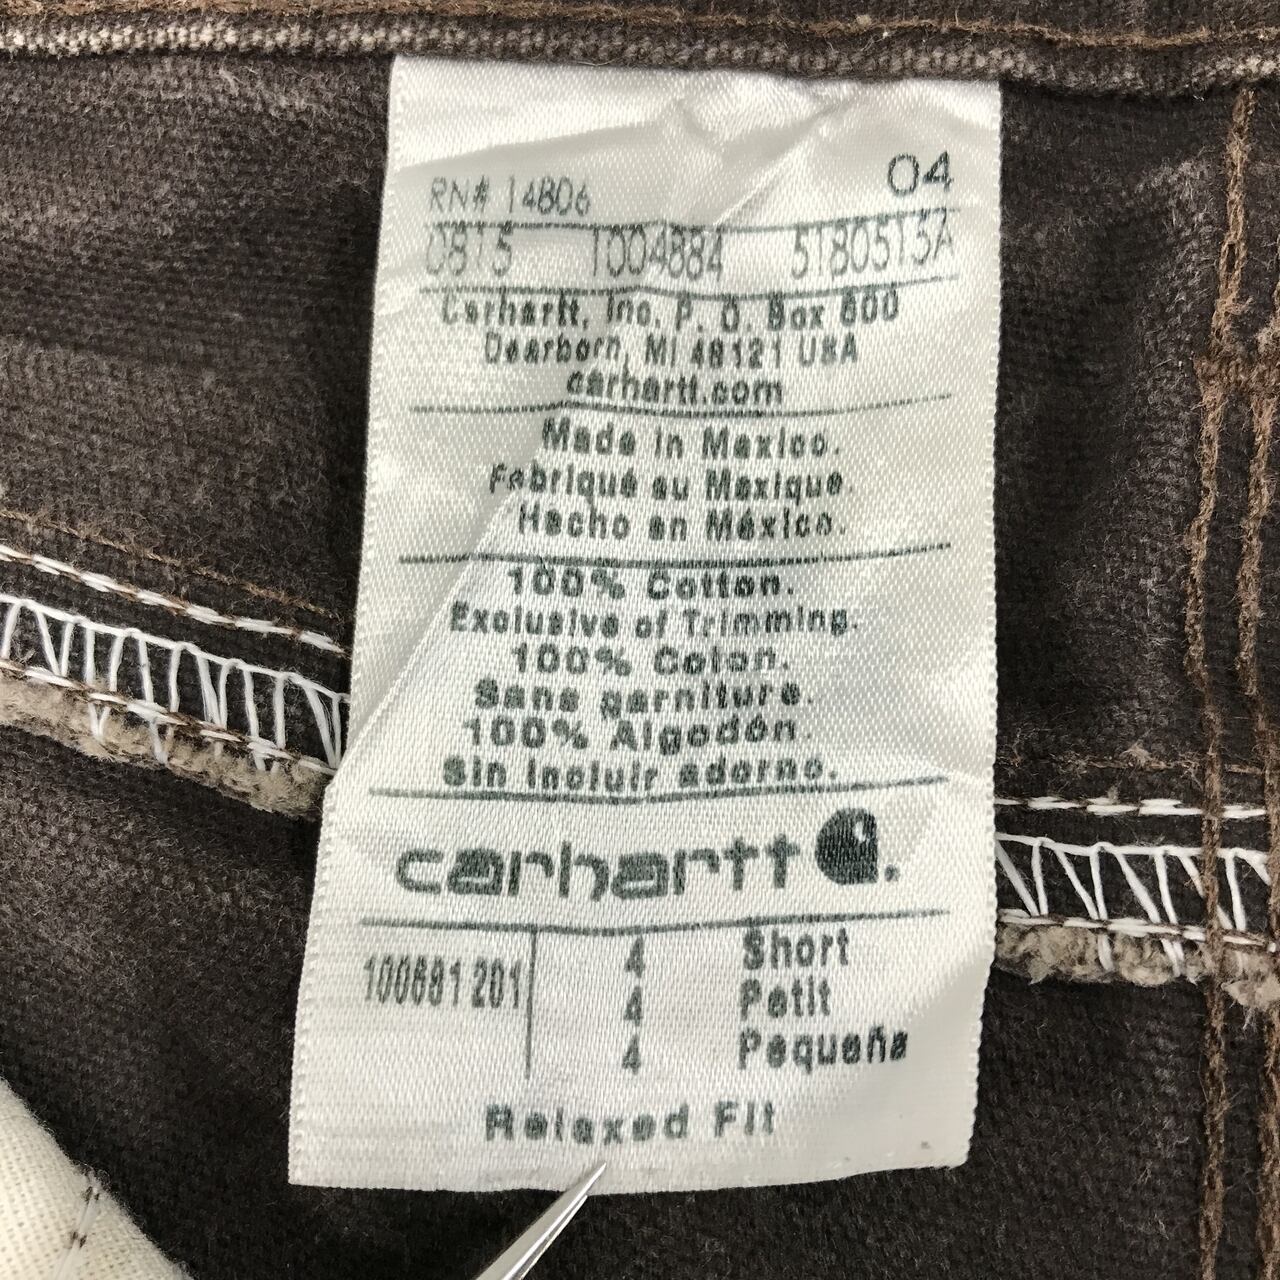 RN# 14806 04
0815 1004884 5180515A
Carhartt, Inc. P. O. Box 600
Dearborn, MI 48121 USA
carhartt.com
Made in Mexico.
Fabriqué au Mexique.
Hecho en México.
100% Cotton.
Exclusive of Trimming.
100% Coton.
Sans garniture.
100% Algodón.
Sin incluir adorno.
carhartt.
4 Short
100681 201 4 Petit
4 Pequeña
Relaxed Fit